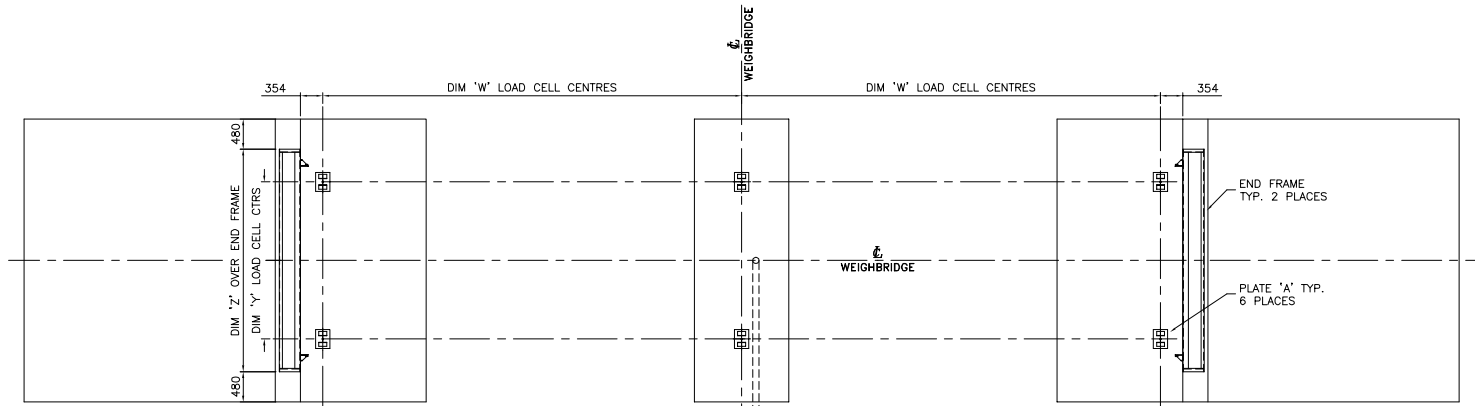 ℄
WEIGHBRIDGE
354
DIM 'W' LOAD CELL CENTRES
DIM 'W' LOAD CELL CENTRES
354
480
DIM 'Z' OVER END FRAME
DIM 'Y' LOAD CELL CTRS
480
END FRAME
TYP. 2 PLACES
℄
WEIGHBRIDGE
PLATE 'A' TYP.
6 PLACES